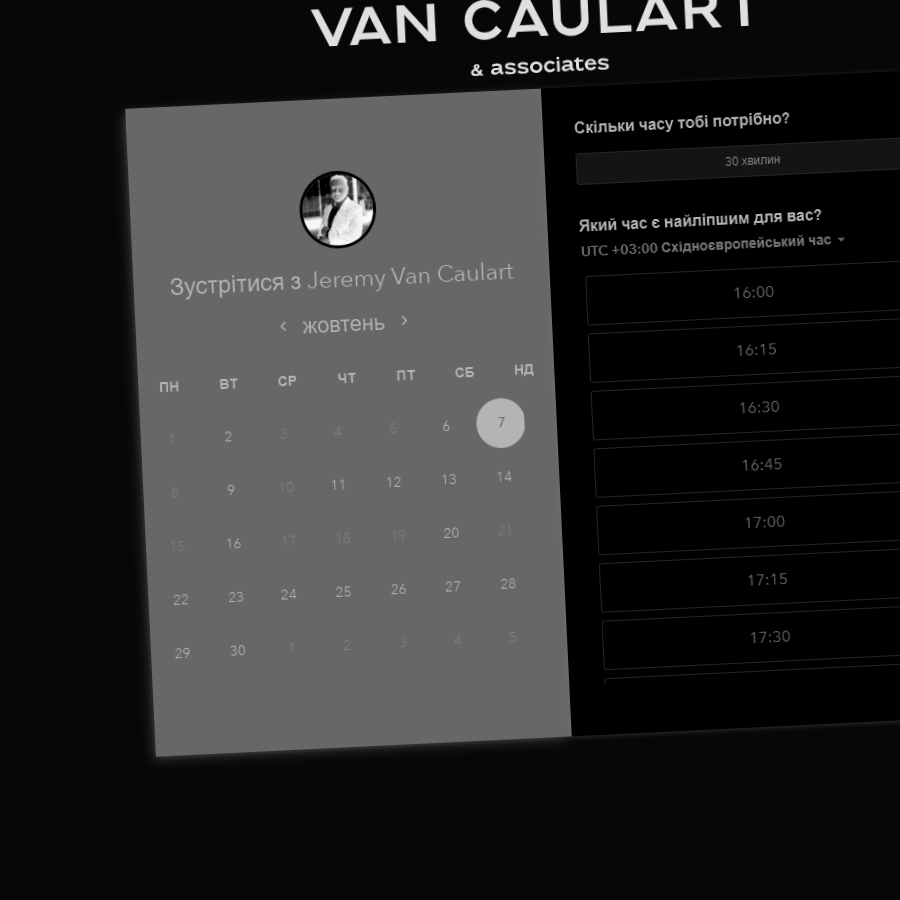 VAN CAULART
& associates
Зустрітися з Jeremy Van Caulart
жовтень
ПН ВТ СР ЧТ ПТ СБ НД
1 2 3 4 5 6 7
8 9 10 11 12 13 14
15 16 17 18 19 20 21
22 23 24 25 26 27 28
29 30 1 2 3 4 5
Скільки часу тобі потрібно?
30 хвилин
Який час є найліпшим для вас?
UTC +03:00 Східноєвропейський час
16:00
16:15
16:30
16:45
17:00
17:15
17:30